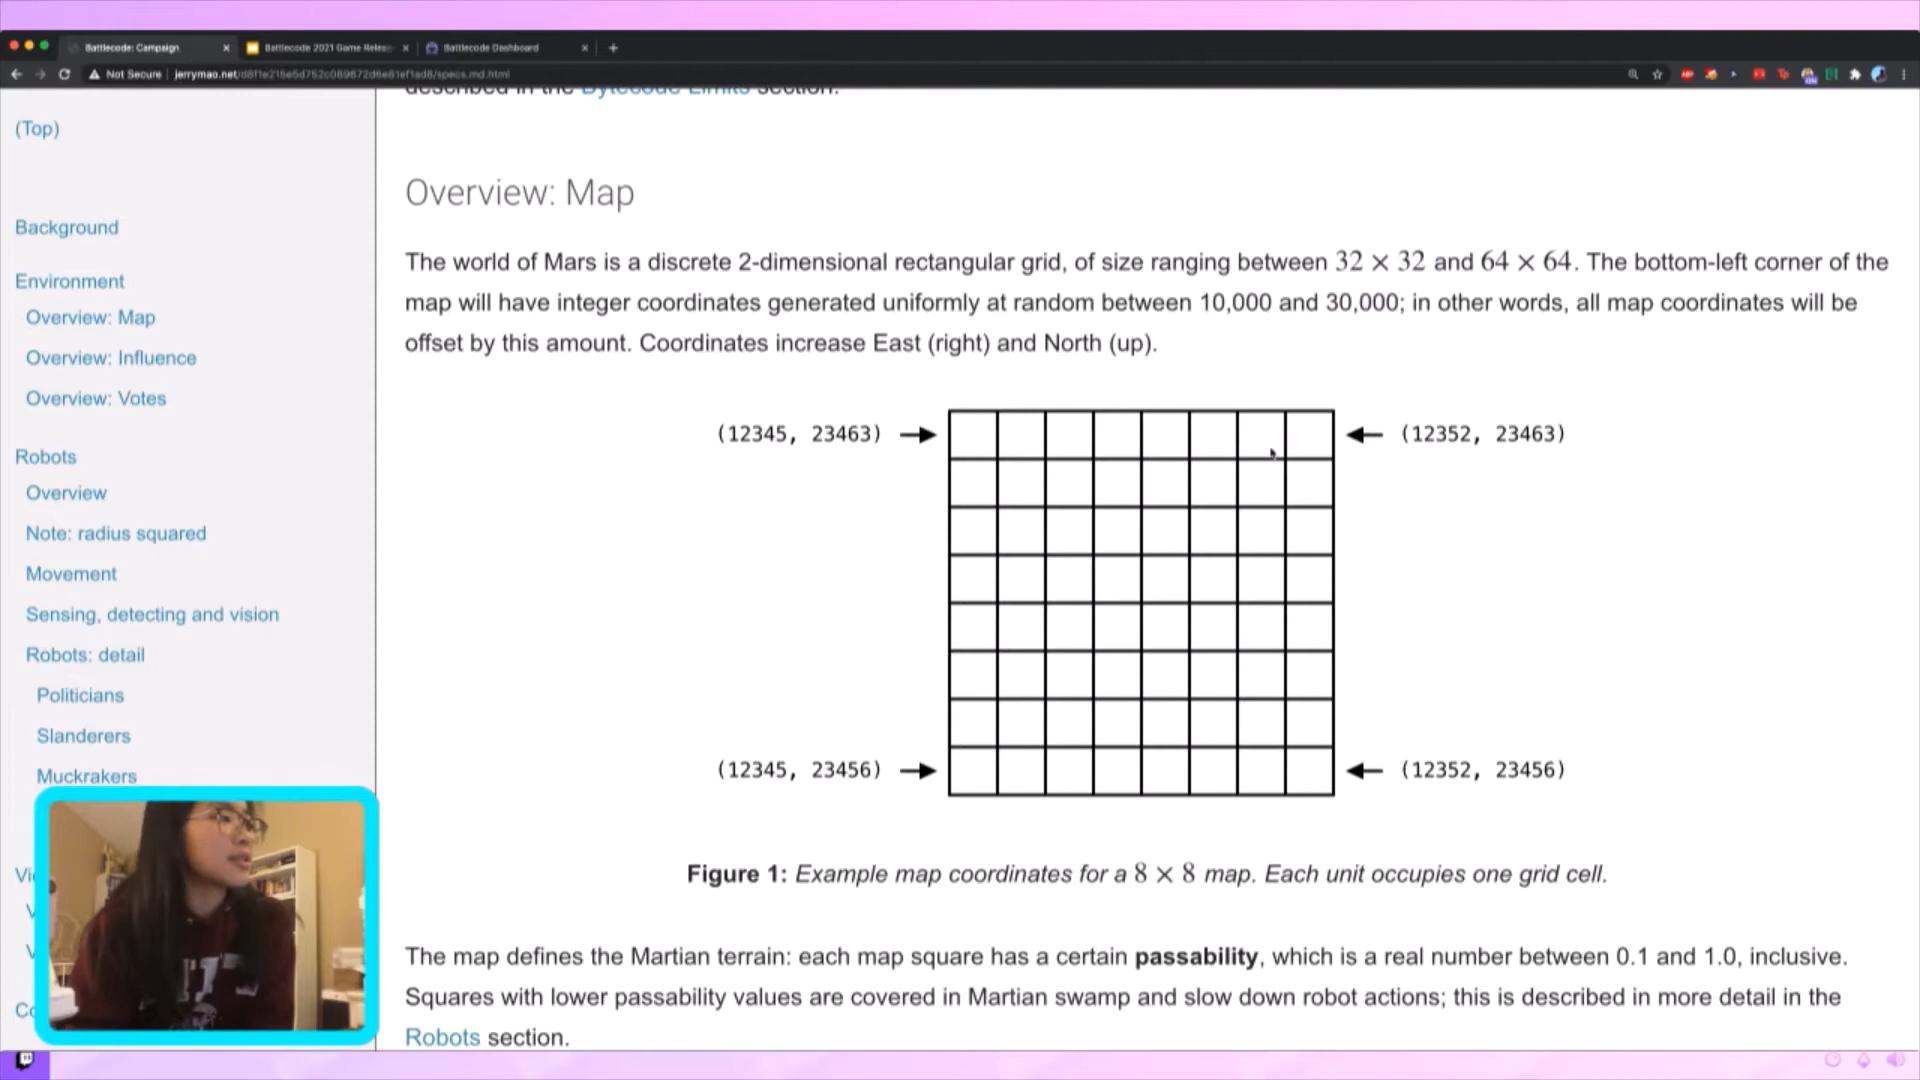 Battlecode: Campaign
Battlecode 2021 Game Releas
Battlecode Dashboard
Not Secure
described in the Bytecode Limits section.
(Top)
Background
Environment
Overview: Map
Overview: Influence
Overview: Votes
Robots
Overview
Note: radius squared
Movement
Sensing, detecting and vision
Robots: detail
Politicians
Slanderers
Muckrakers
Overview: Map
The world of Mars is a discrete 2-dimensional rectangular grid, of size ranging between 32 × 32 and 64 × 64. The bottom-left corner of the
map will have integer coordinates generated uniformly at random between 10,000 and 30,000; in other words, all map coordinates will be
offset by this amount. Coordinates increase East (right) and North (up).
(12345, 23463)
(12352, 23463)
(12345, 23456)
(12352, 23456)
Figure 1: Example map coordinates for a 8 × 8 map. Each unit occupies one grid cell.
The map defines the Martian terrain: each map square has a certain passability, which is a real number between 0.1 and 1.0, inclusive.
Squares with lower passability values are covered in Martian swamp and slow down robot actions; this is described in more detail in the
Robots section.